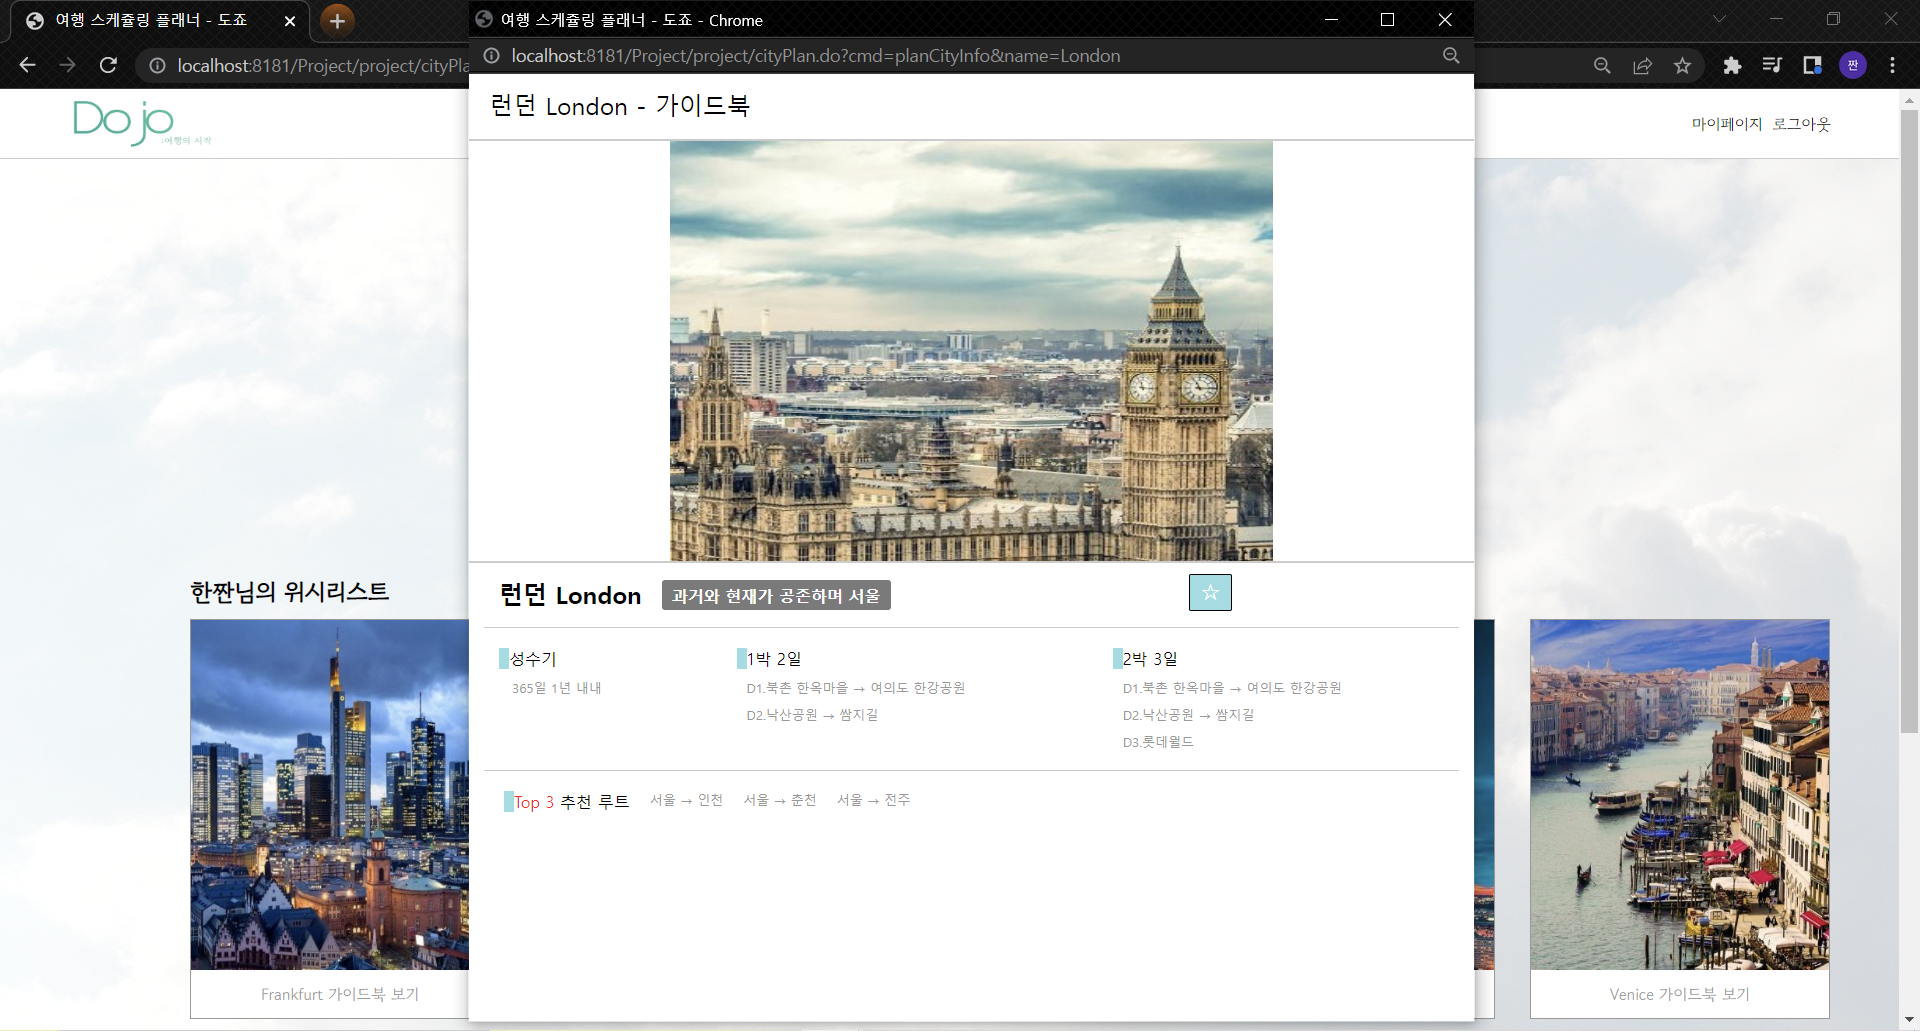 여행 스케줄링 플래너 - 도죠
localhost:8181/Project/project/cityPla
여행 스케줄링 플래너 - 도죠 - Chrome
localhost:8181/Project/project/cityPlan.do?cmd=planCityInfo&name=London
짠
Do jo
:여행의 시작
마이페이지 로그아웃
런던 London - 가이드북
한짠님의 위시리스트
런던 London 과거와 현재가 공존하며 서울
☆
성수기
365일 1년 내내
1박 2일
D1.북촌 한옥마을 → 여의도 한강공원
D2.낙산공원 → 쌈지길
2박 3일
D1.북촌 한옥마을 → 여의도 한강공원
D2.낙산공원 → 쌈지길
D3.롯데월드
Top 3 추천 루트 서울 → 인천 서울 → 춘천 서울 → 전주
Frankfurt 가이드북 보기
Venice 가이드북 보기